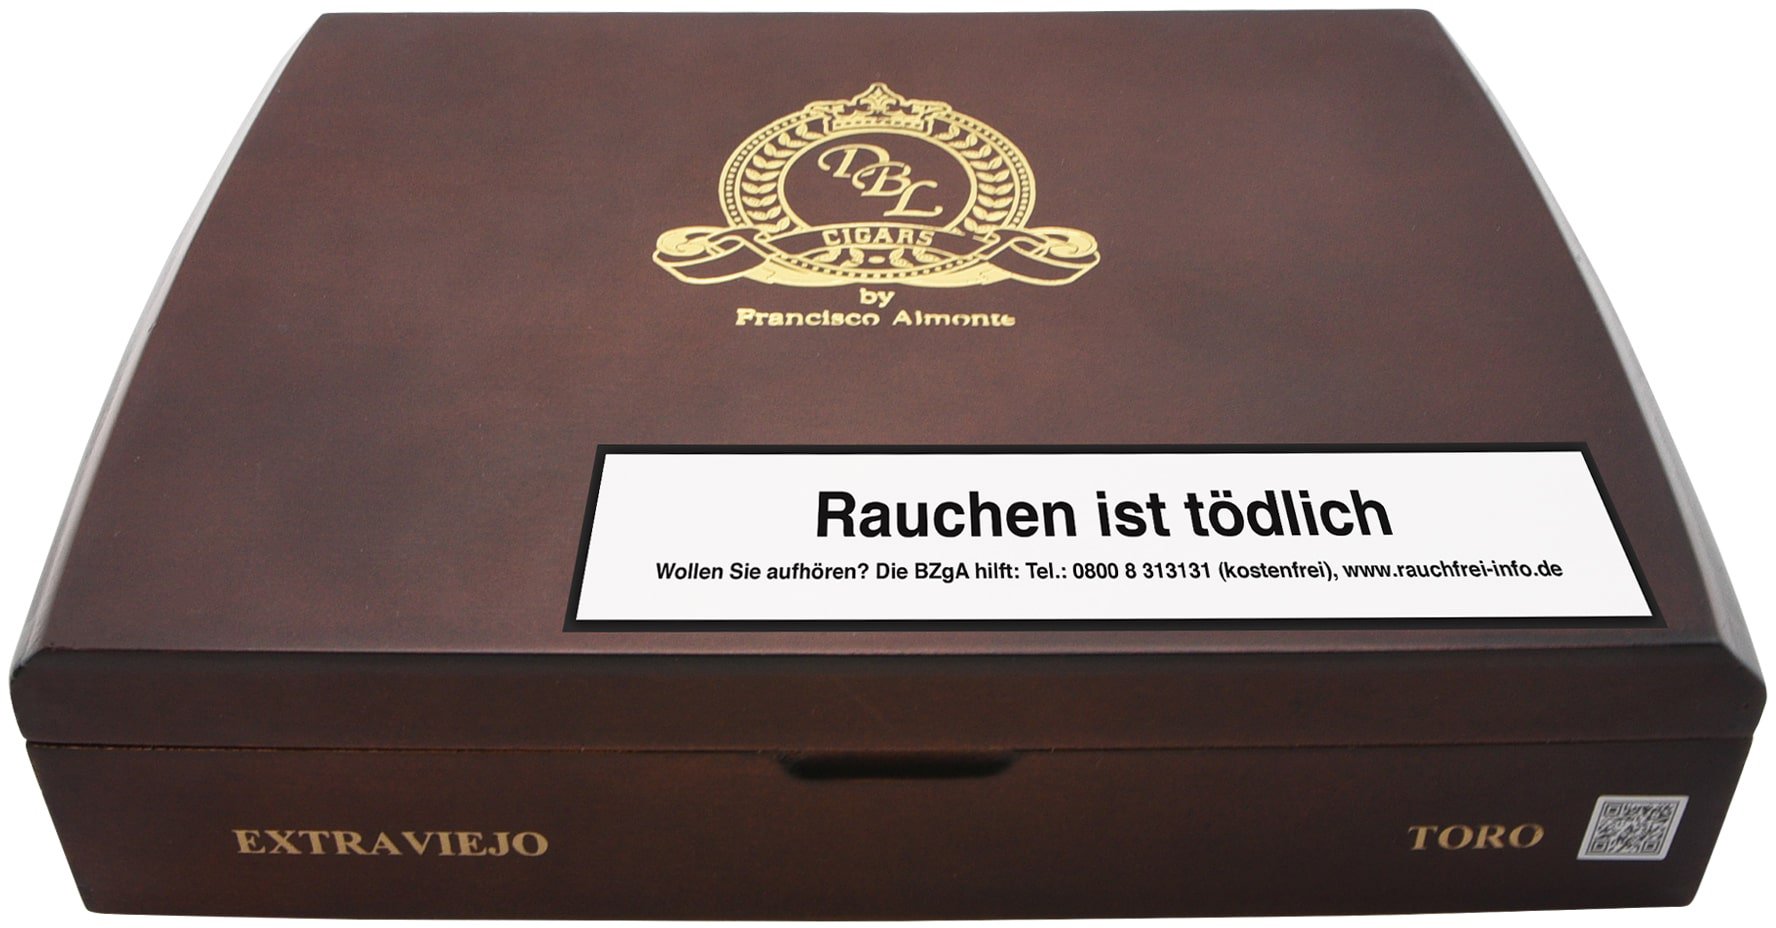 DBL
CIGARS
by
Francisco Almonte
Rauchen ist tödlich
Wollen Sie aufhören? Die BZgA hilft: Tel.: 0800 8 313131 (kostenfrei), www.rauchfrei-info.de
EXTRAVIEJO
TORO